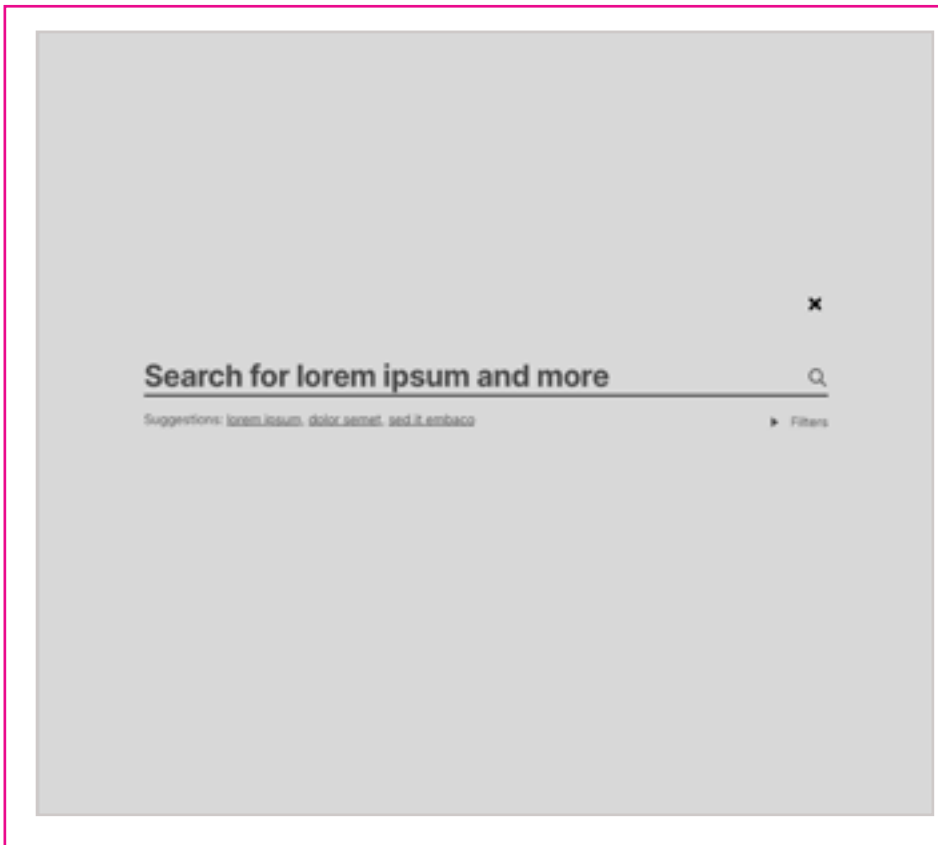 Search for lorem ipsum and more
Suggestions: lorem ipsum, dolor semet, sed it embaco
Filters